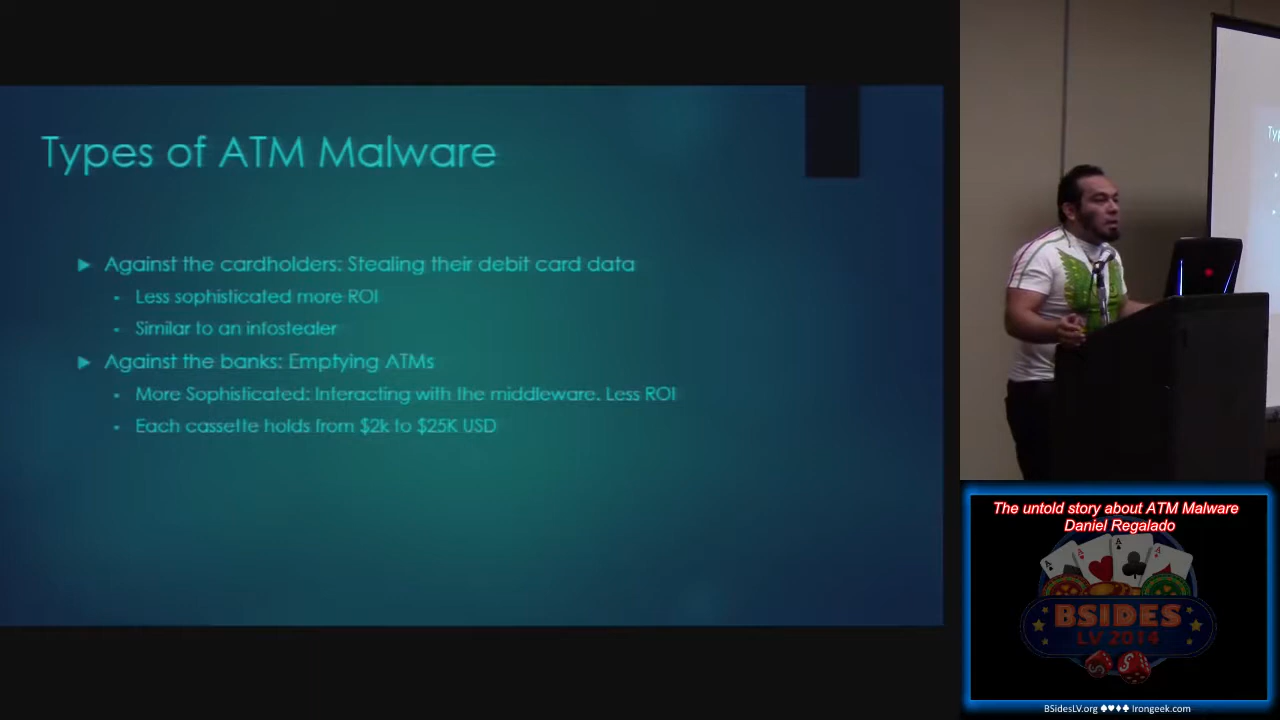 Types of ATM Malware
Against the cardholders: Stealing their debit card data
Less sophisticated more ROI
Similar to an infostealer
Against the banks: Emptying ATMs
More Sophisticated: Interacting with the middleware. Less ROI
Each cassette holds from $2k to $25K USD
Ty
The untold story about ATM Malware
Daniel Regalado
BSIDES
LV 2014
BSidesLV.org ♠♥♦♣ Irongeek.com